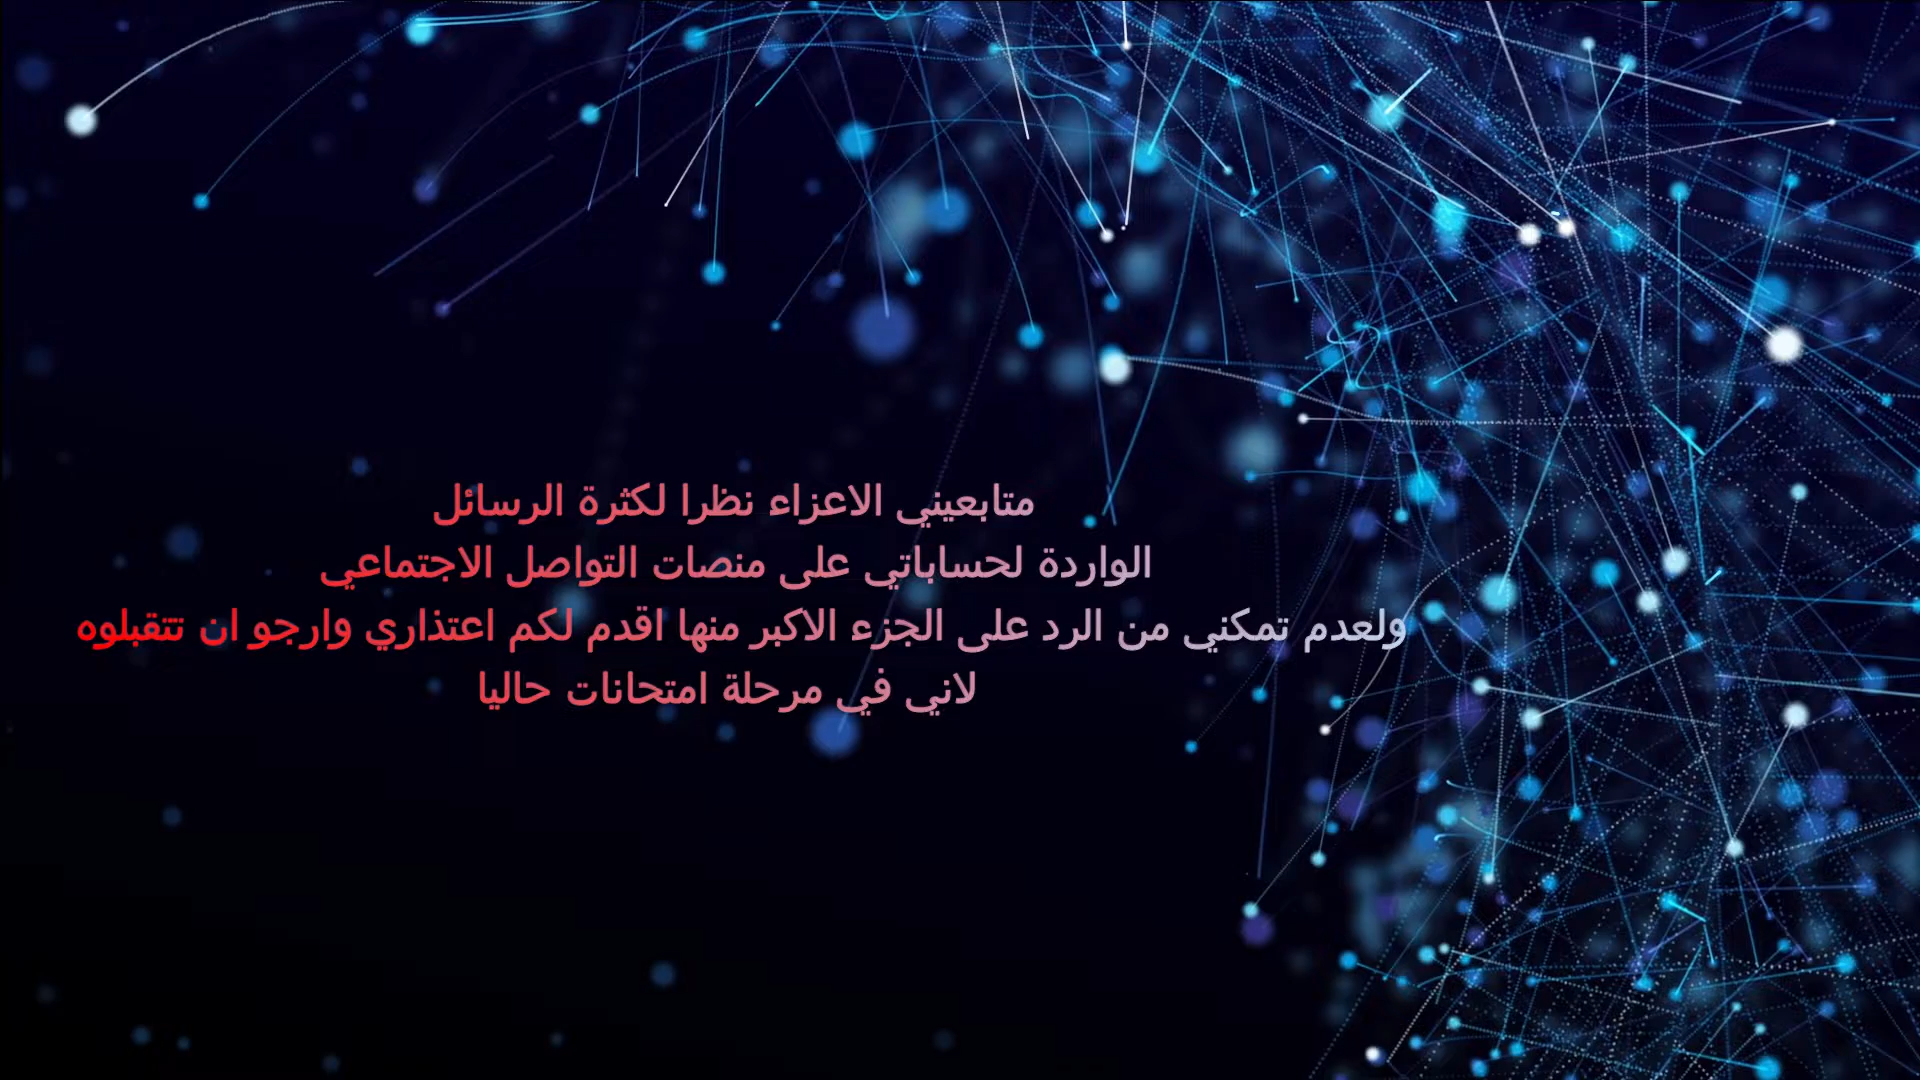 متابعيني الاعزاء نظرا لكثرة الرسائل
الواردة لحساباتي على منصات التواصل الاجتماعي
ولعدم تمكني من الرد على الجزء الاكبر منها اقدم لكم اعتذاري وارجو ان تتقبلوه
لاني في مرحلة امتحانات حاليا